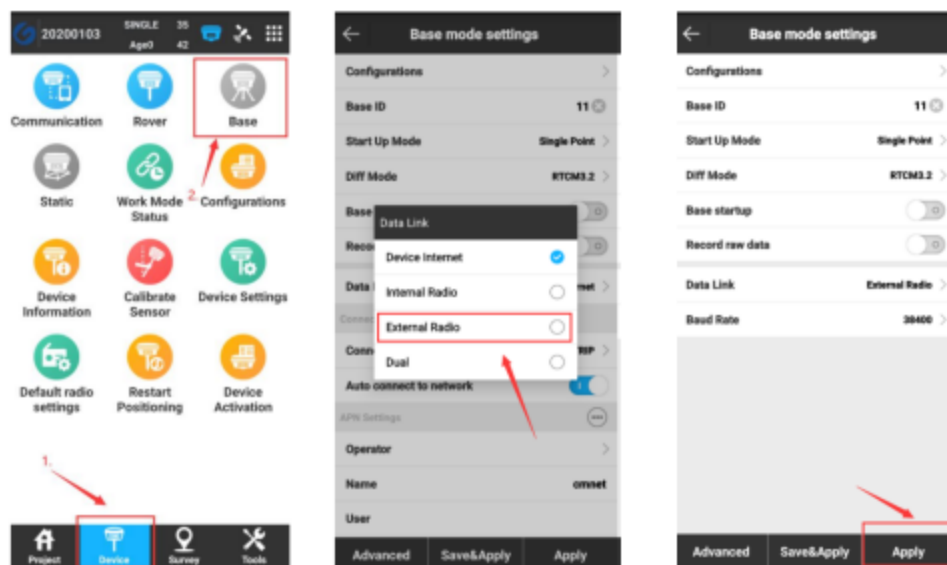 20200103
SINGLE 35
Age0 42
Communication
Rover
Base
2.
Static
Work Mode Status
Configurations
Device Information
Calibrate Sensor
Device Settings
Default radio settings
Restart Positioning
Device Activation
1.
Project
Device
Survey
Tools
Base mode settings
Configurations
Base ID 11
Start Up Mode Single Point
Diff Mode RTCM3.2
Base
Data Link
Reco
Device Internet
Data
rnet
Internal Radio
External Radio
Conn
Dual
Auto connect to network
APN Settings
Operator
Name cmnet
User
Advanced Save&Apply Apply
Base mode settings
Configurations
Base ID 11
Start Up Mode Single Point
Diff Mode RTCM3.2
Base startup
Record raw data
Data Link External Radio
Baud Rate 38400
Advanced Save&Apply Apply